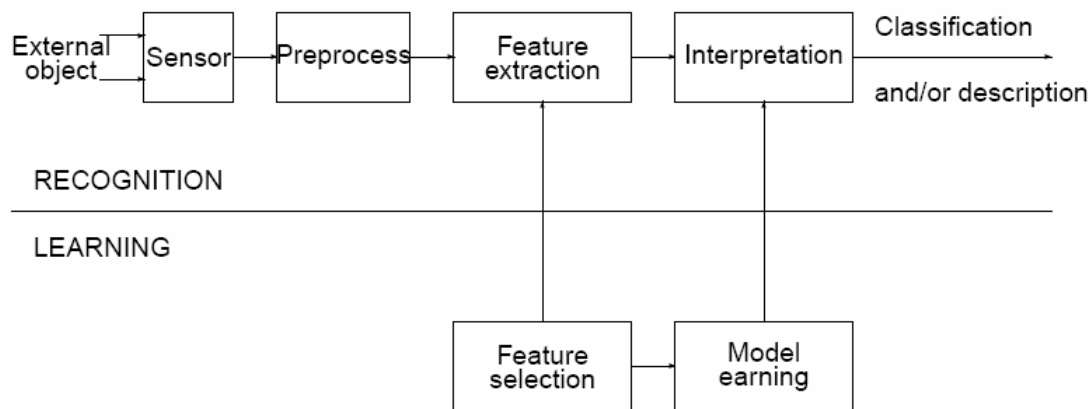 External
object
Sensor
Preprocess
Feature
extraction
Interpretation
Classification
and/or description
RECOGNITION
LEARNING
Feature
selection
Model
earning